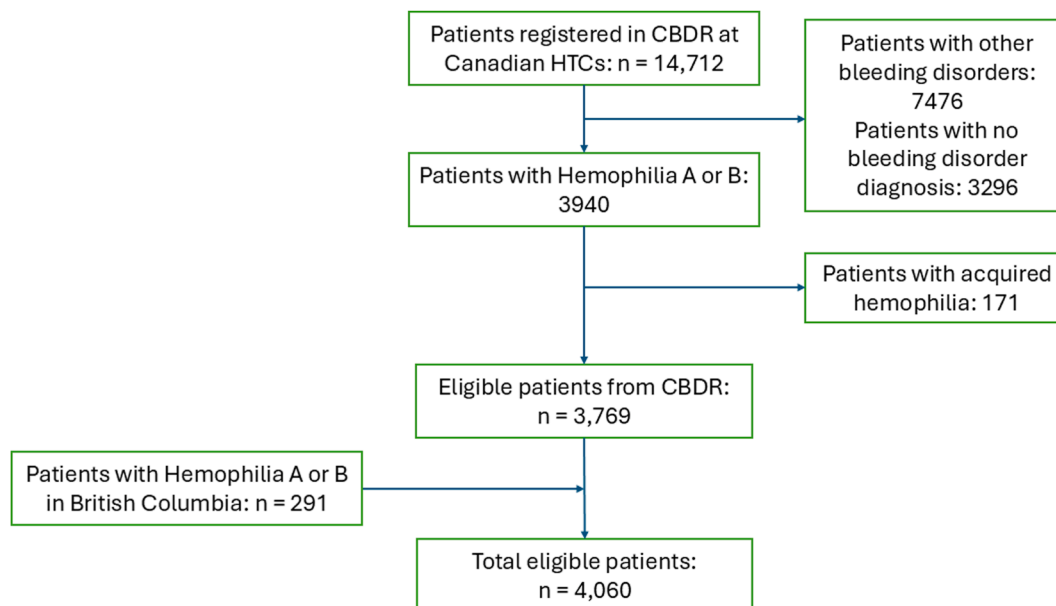 Patients registered in CBDR at
Canadian HTCs: n = 14,712
Patients with other
bleeding disorders:
7476
Patients with no
bleeding disorder
diagnosis: 3296
Patients with Hemophilia A or B:
3940
Patients with acquired
hemophilia: 171
Eligible patients from CBDR:
n = 3,769
Patients with Hemophilia A or B
in British Columbia: n = 291
Total eligible patients:
n = 4,060